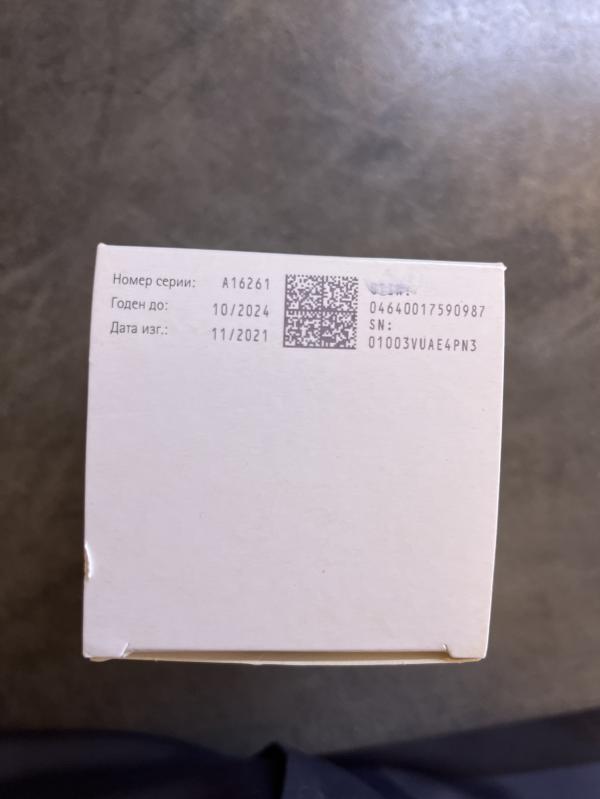 Номер серии: A16261
Годен до: 10/2024
Дата изг.: 11/2021
04640017590987
SN:
01003VUAE4PN3